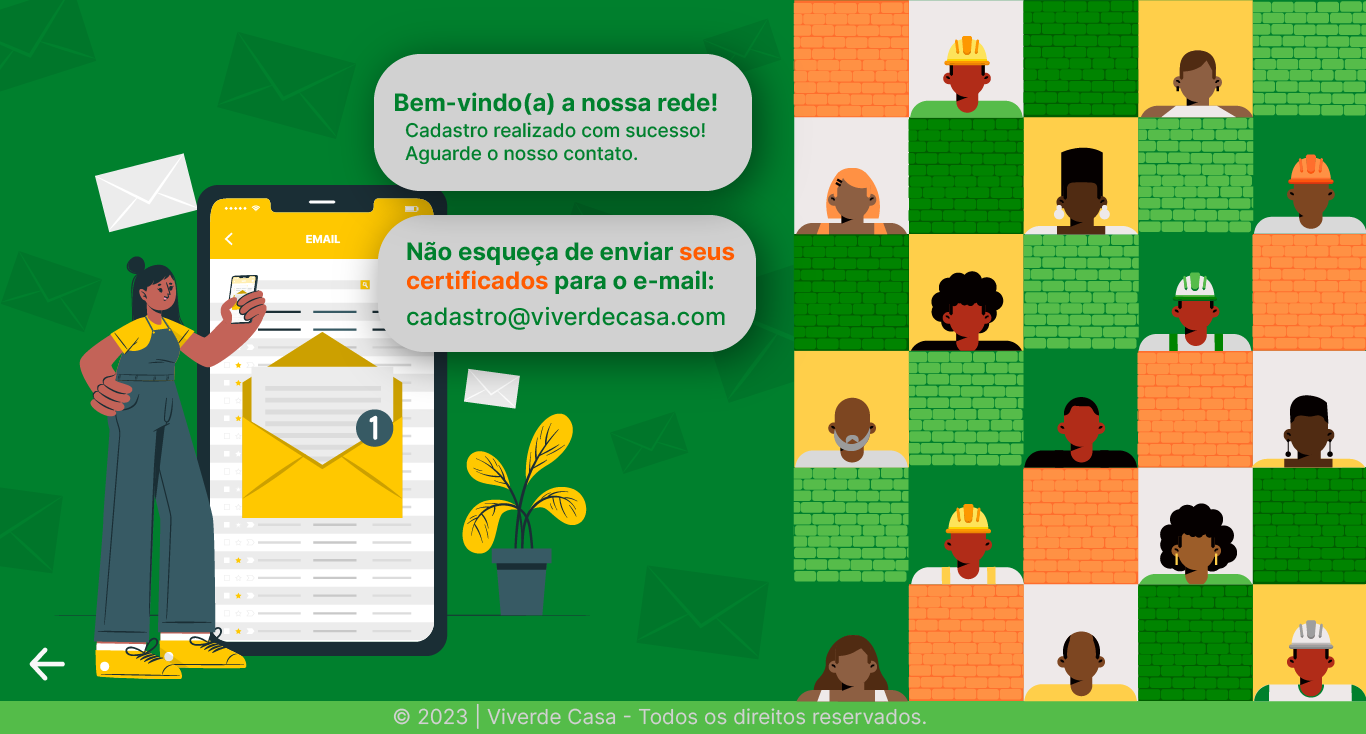 Bem-vindo(a) a nossa rede!
Cadastro realizado com sucesso!
Aguarde o nosso contato.
EMAIL
Não esqueça de enviar seus
certificados para o e-mail:
cadastro@viverdecasa.com
1
© 2023 | Viverde Casa - Todos os direitos reservados.